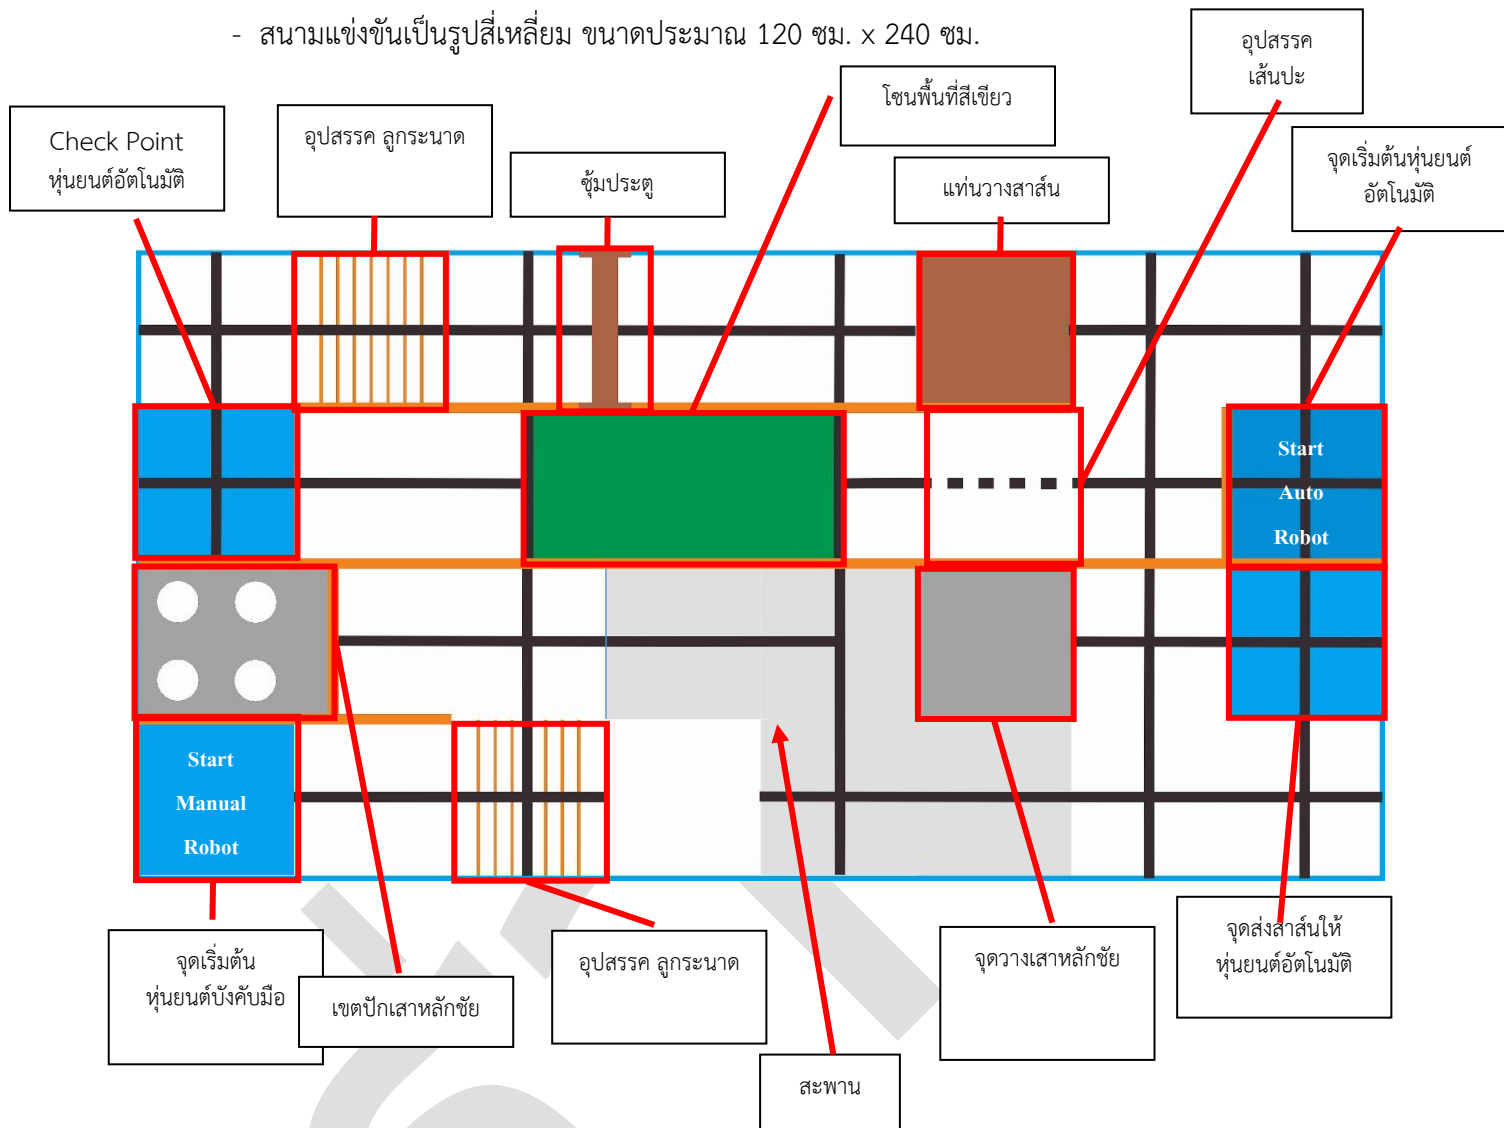 - สนามแข่งขันเป็นรูปสี่เหลี่ยม ขนาดประมาณ 120 ซม. x 240 ซม.
อุปสรรค
เส้นปะ
โซนพื้นที่สีเขียว
Check Point
หุ่นยนต์อัตโนมัติ
อุปสรรค ลูกระนาด
ซุ้มประตู
แท่นวางสาส์น
จุดเริ่มต้นหุ่นยนต์
อัตโนมัติ
Start
Auto
Robot
Start
Manual
Robot
จุดเริ่มต้น
หุ่นยนต์บังคับมือ
เขตปักเสาหลักชัย
อุปสรรค ลูกระนาด
สะพาน
จุดวางเสาหลักชัย
จุดส่งสาส์นให้
หุ่นยนต์อัตโนมัติ